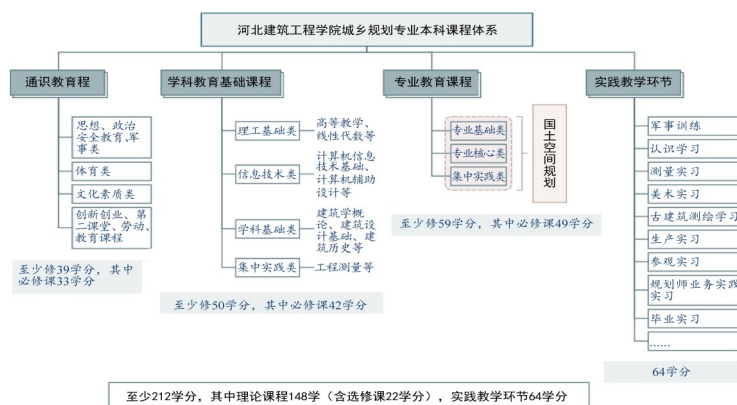 河北建筑工程学院城乡规划专业本科课程体系
通识教育程
思想、政治
安全教育、军
事类
体育类
文化素质类
创新创业、第
二课堂、劳动、
教育课程
至少修39学分，其中
必修课33学分
学科教育基础课程
理工基础类
高等教学、
线性代数等
信息技术类
计算机信息
技术基础、
计算机辅助
设计等
学科基础类
建筑学概
论、建筑设
计基础、建
筑历史等
集中实践类
工程测量等
至少修50学分，其中必修课42学分
专业教育课程
专业基础类
专业核心类
集中实践类
国土空间规划
至少修59学分，其中必修课49学分
实践教学环节
军事训练
认识学习
测量实习
美术实习
古建筑测绘学习
生产实习
参观实习
规划师业务实践
实习
毕业实习
……
64学分
至少212学分，其中理论课程148学（含选修课22学分），实践教学环节64学分